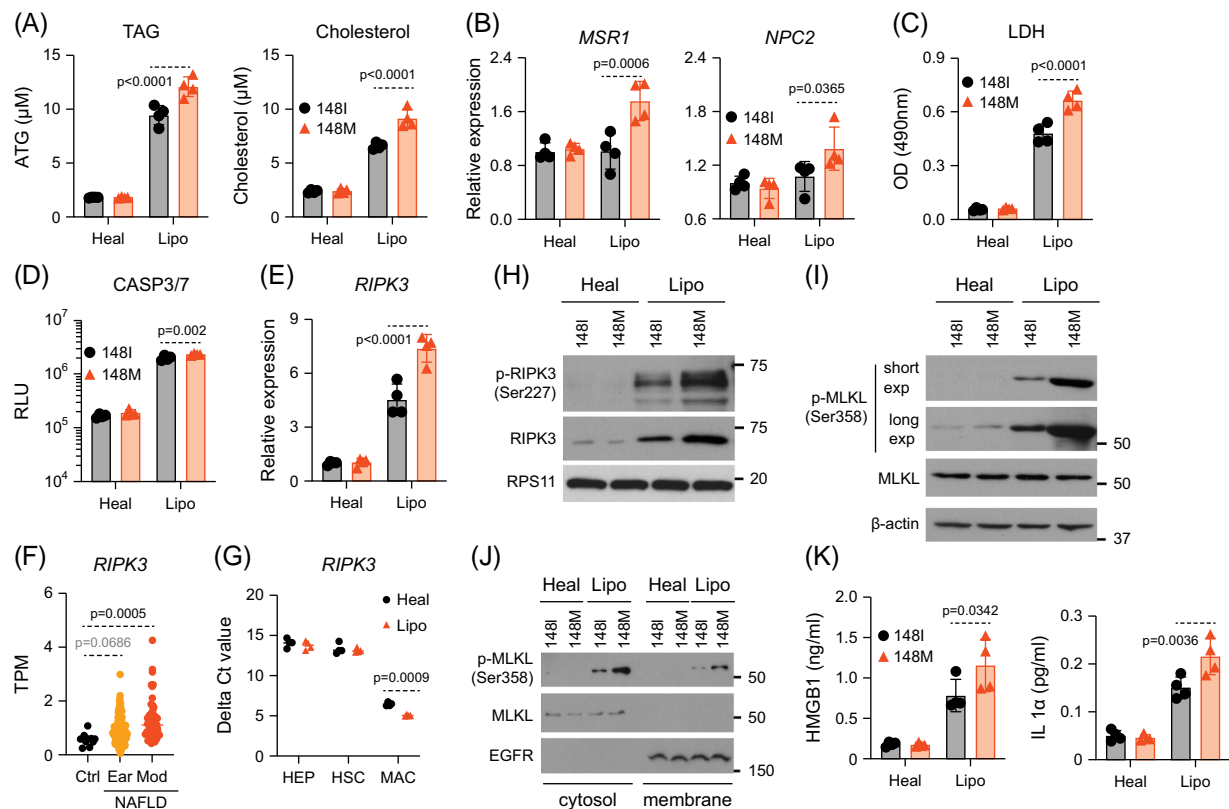 (A)
TAG
ATG (µM)
15
10
5
0
p<0.0001
148I
148M
Heal
Lipo
Cholesterol
Cholesterol (µM)
15
10
5
0
p<0.0001
Heal
Lipo
(B)
MSR1
Relative expression
2.8
2.1
1.4
0.7
0
p=0.0006
Heal
Lipo
NPC2
2.2
1.8
1.4
1.0
0.6
p=0.0365
148I
148M
Heal
Lipo
(C)
LDH
OD (490nm)
0.9
0.6
0.3
0.0
p<0.0001
148I
148M
Heal
Lipo
(D)
CASP3/7
RLU
10⁸
10⁷
10⁶
10⁵
10⁴
p=0.002
148I
148M
Heal
Lipo
(E)
RIPK3
Relative expression
9
6
3
0
p<0.0001
Heal
Lipo
(H)
Heal
Lipo
148I
148M
148I
148M
p-RIPK3
(Ser227)
75
RIPK3
75
RPS11
20
(I)
Heal
Lipo
148I
148M
148I
148M
p-MLKL
(Ser358)
short
exp
long
exp
50
MLKL
50
β-actin
37
(F)
RIPK3
TPM
6
4
2
0
p=0.0005
p=0.0686
Ctrl
Ear
Mod
NAFLD
(G)
RIPK3
Delta Ct value
20
15
10
5
0
Heal
Lipo
p=0.0009
HEP
HSC
MAC
(J)
Heal
Lipo
Heal
Lipo
148I
148M
148I
148M
148I
148M
148I
148M
p-MLKL
(Ser358)
50
MLKL
50
EGFR
150
cytosol
membrane
(K)
HMGB1 (ng/ml)
2.0
1.5
1.0
0.5
0
p=0.0342
148I
148M
Heal
Lipo
IL 1α (pg/ml)
0.3
0.2
0.1
0.0
p=0.0036
Heal
Lipo